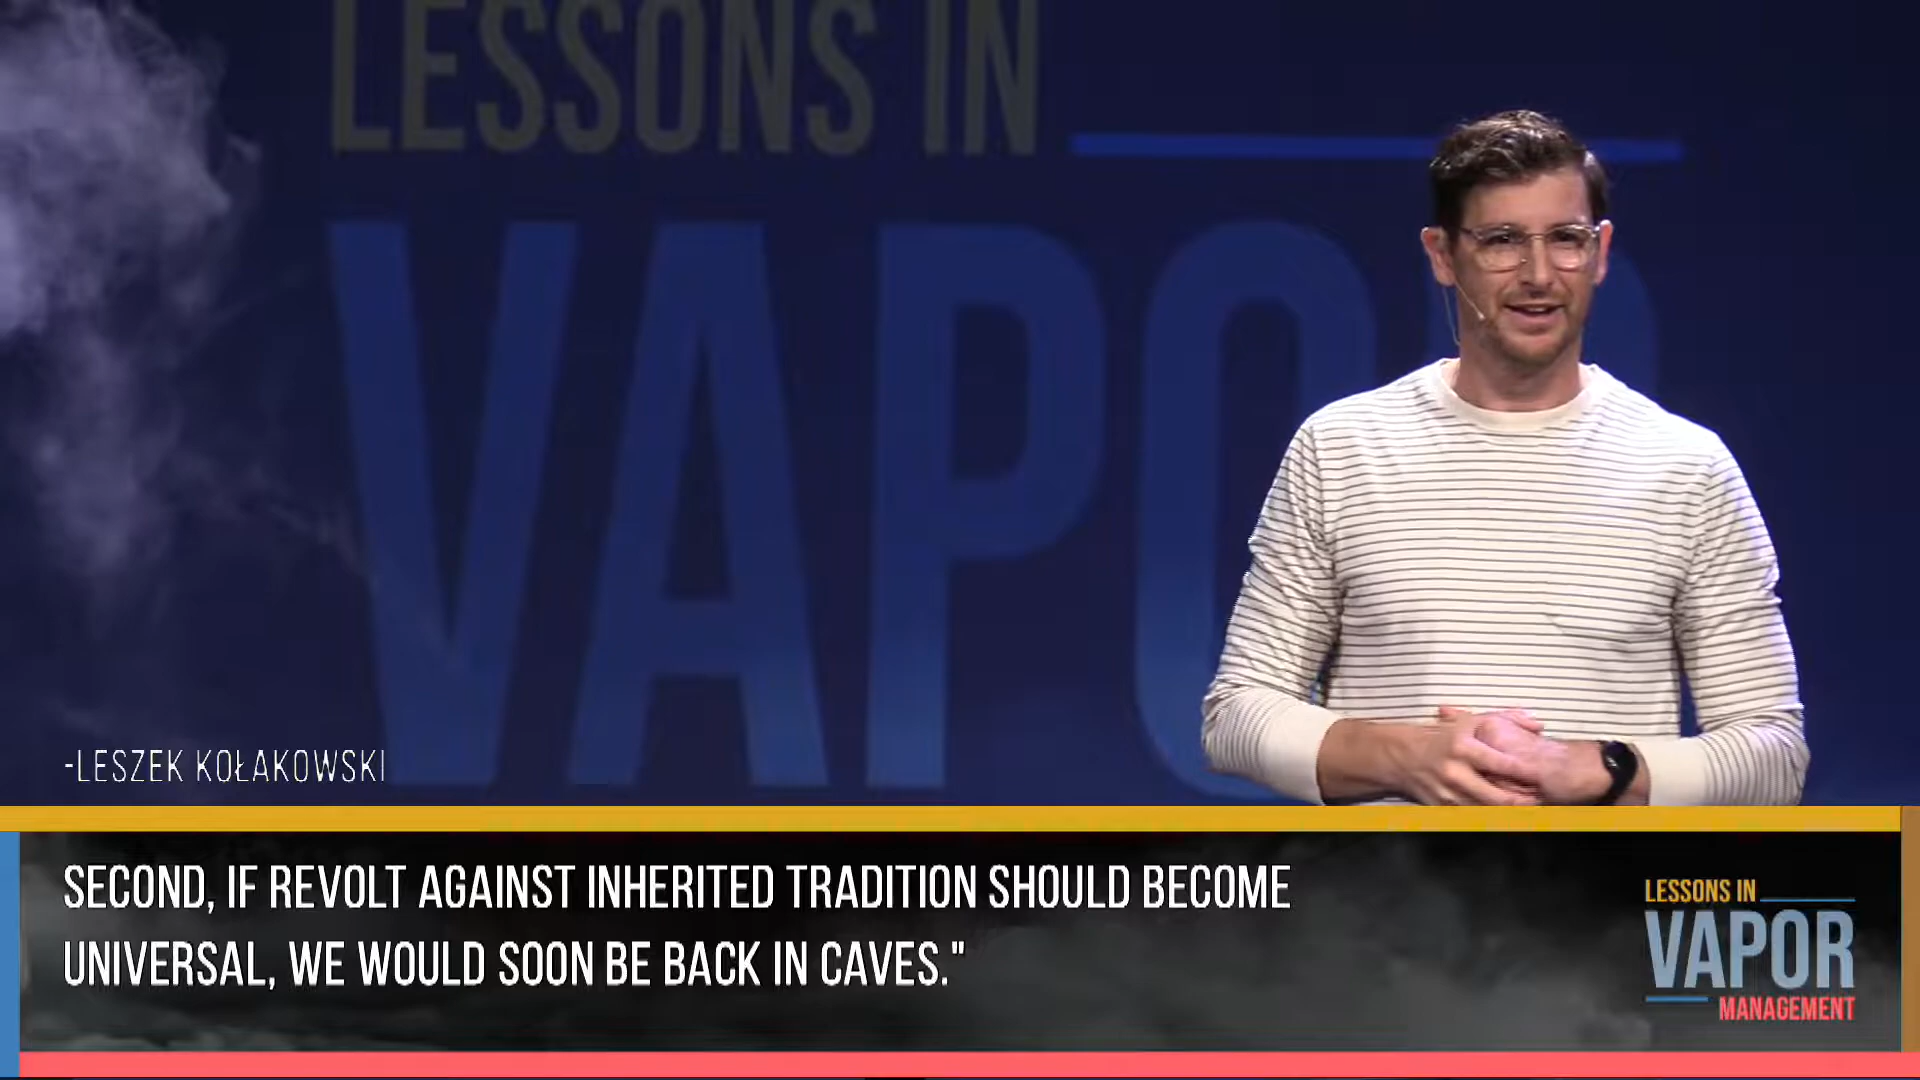 LESSONS IN
VAPOR
-LESZEK KOŁAKOWSKI
SECOND, IF REVOLT AGAINST INHERITED TRADITION SHOULD BECOME
UNIVERSAL, WE WOULD SOON BE BACK IN CAVES."
LESSONS IN
VAPOR
MANAGEMENT